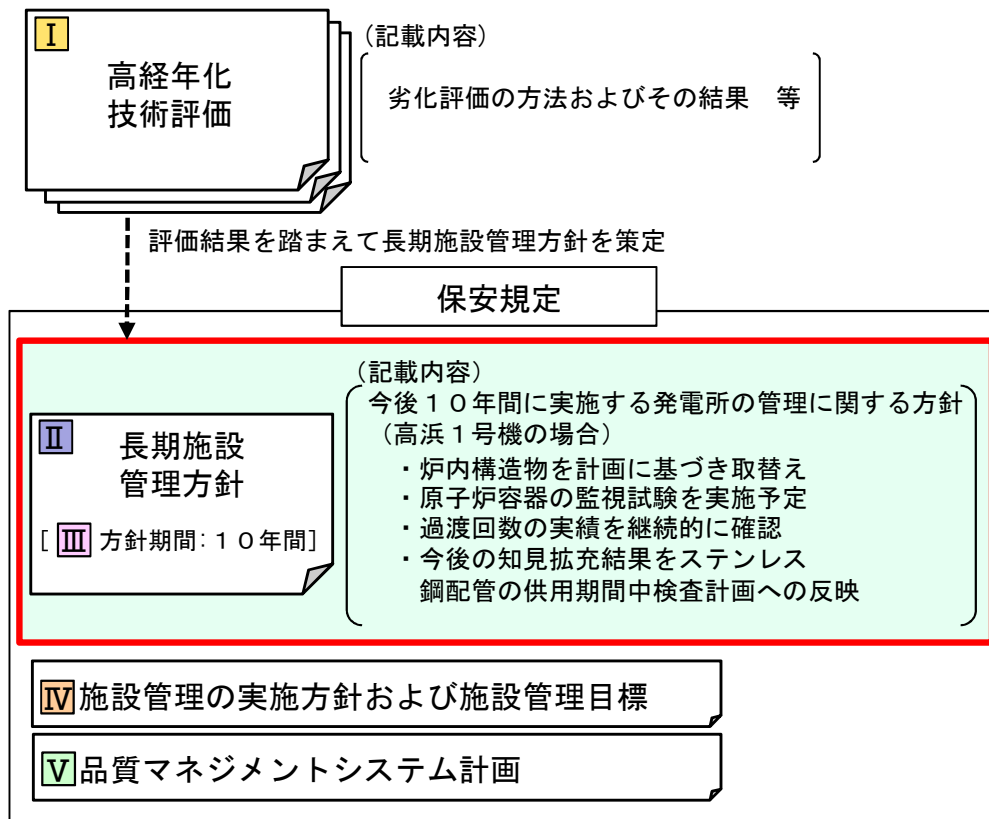 Ⅰ
高経年化
技術評価
(記載内容)
劣化評価の方法およびその結果　等
評価結果を踏まえて長期施設管理方針を策定
保安規定
Ⅱ
長期施設
管理方針
[ Ⅲ 方針期間：１０年間]
(記載内容)
今後１０年間に実施する発電所の管理に関する方針
(高浜１号機の場合)
・炉内構造物を計画に基づき取替え
・原子炉容器の監視試験を実施予定
・過渡回数の実績を継続的に確認
・今後の知見拡充結果をステンレス
鋼配管の供用期間中検査計画への反映
Ⅳ施設管理の実施方針および施設管理目標
Ⅴ品質マネジメントシステム計画